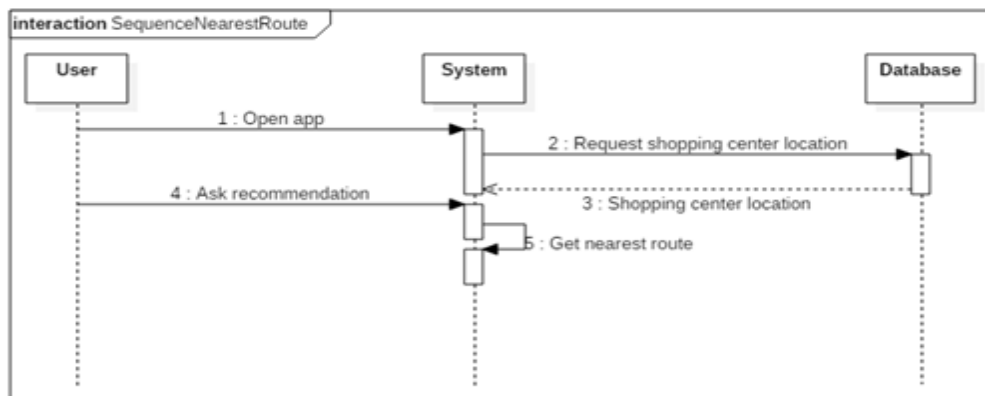 interaction SequenceNearestRoute
User
System
Database
1 : Open app
2 : Request shopping center location
3 : Shopping center location
4 : Ask recommendation
5 : Get nearest route